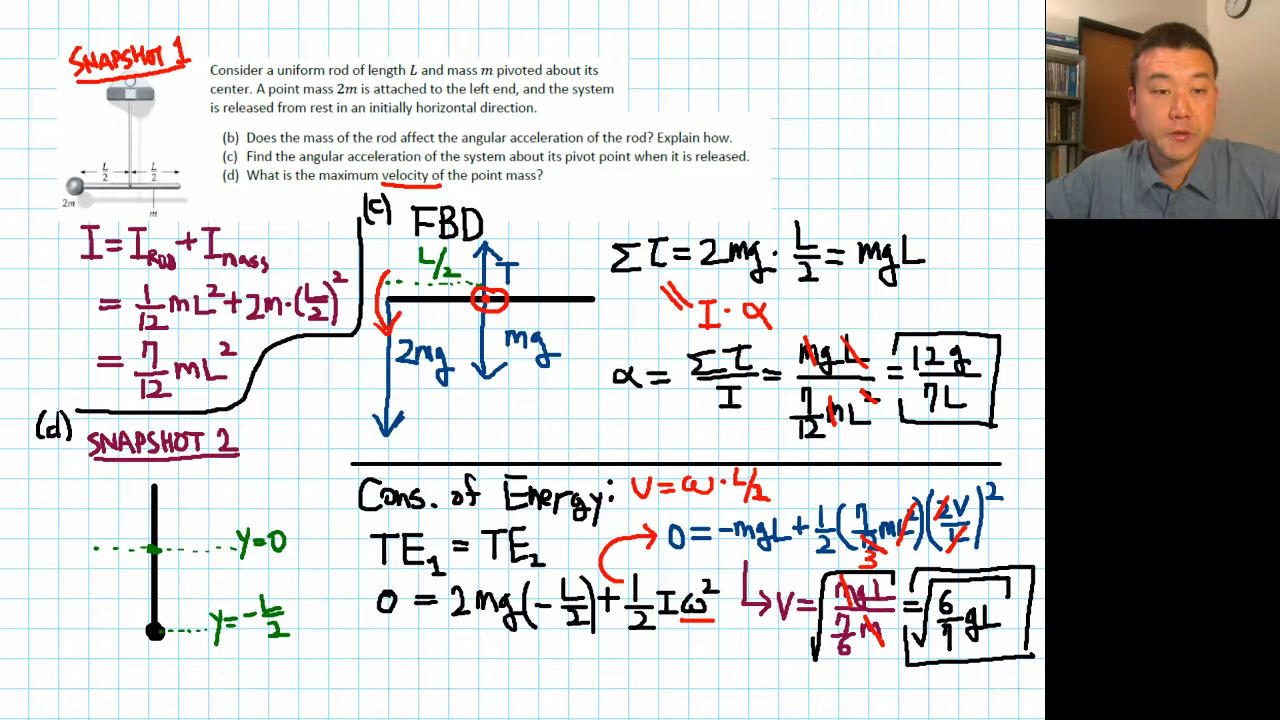 SNAPSHOT 1
Consider a uniform rod of length L and mass m pivoted about its
center. A point mass 2m is attached to the left end, and the system
is released from rest in an initially horizontal direction.
(b) Does the mass of the rod affect the angular acceleration of the rod? Explain how.
(c) Find the angular acceleration of the system about its pivot point when it is released.
(d) What is the maximum velocity of the point mass?
L/2 L/2
2m
m
I = I_ROD + I_mass
= 1/12 mL² + 2m·(L/2)²
= 7/12 mL²
(c) FBD
L/2
T
2mg
mg
Στ = 2mg · L/2 = mgL
I · α
α = Στ/I = mgL / (7/12 mL²) = 12g/7L
(d)
SNAPSHOT 2
y=0
y=-L/2
Cons. of Energy:
TE₁ = TE₂
0 = 2mg(-L/2) + 1/2 Iω²
v = ω · L/2
0 = -mgL + 1/2 (7/12 mL²)(2v/L)²
3
v = √(mgL / (7/6 m)) = √(6/7 gL)